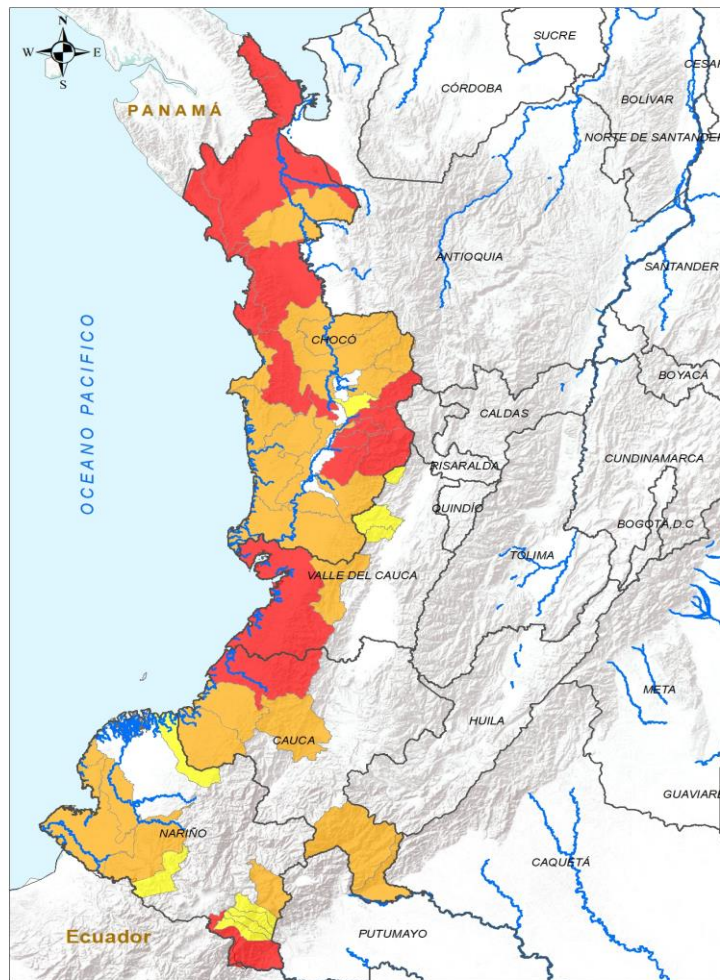 N
W E
S
SUCRE
CESAR
CÓRDOBA
BOLÍVAR
PANAMÁ
NORTE DE SANTANDER
ANTIOQUIA
SANTANDER
OCEANO PACIFICO
CHOCÓ
BOYACÁ
CALDAS
CUNDINAMARCA
RISARALDA
QUINDÍO
BOGOTÁ, D.C
TOLIMA
VALLE DEL CAUCA
META
HUILA
CAUCA
GUAVIARE
NARIÑO
CAQUETÁ
Ecuador
PUTUMAYO